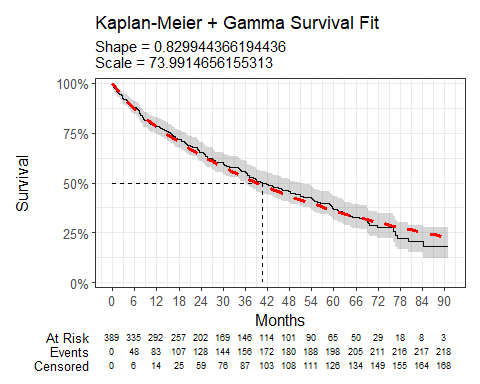 Kaplan-Meier + Gamma Survival Fit
Shape = 0.829944366194436
Scale = 73.9914656155313
100%
75%
50%
25%
0%
Survival
0 6 12 18 24 30 36 42 48 54 60 66 72 78 84 90
Months
At Risk 389 335 292 257 202 169 146 114 101 90 65 50 29 18 8 3
Events 0 48 83 107 128 144 156 172 180 188 198 205 211 216 217 218
Censored 0 6 14 25 59 76 87 103 108 111 126 134 149 155 164 168